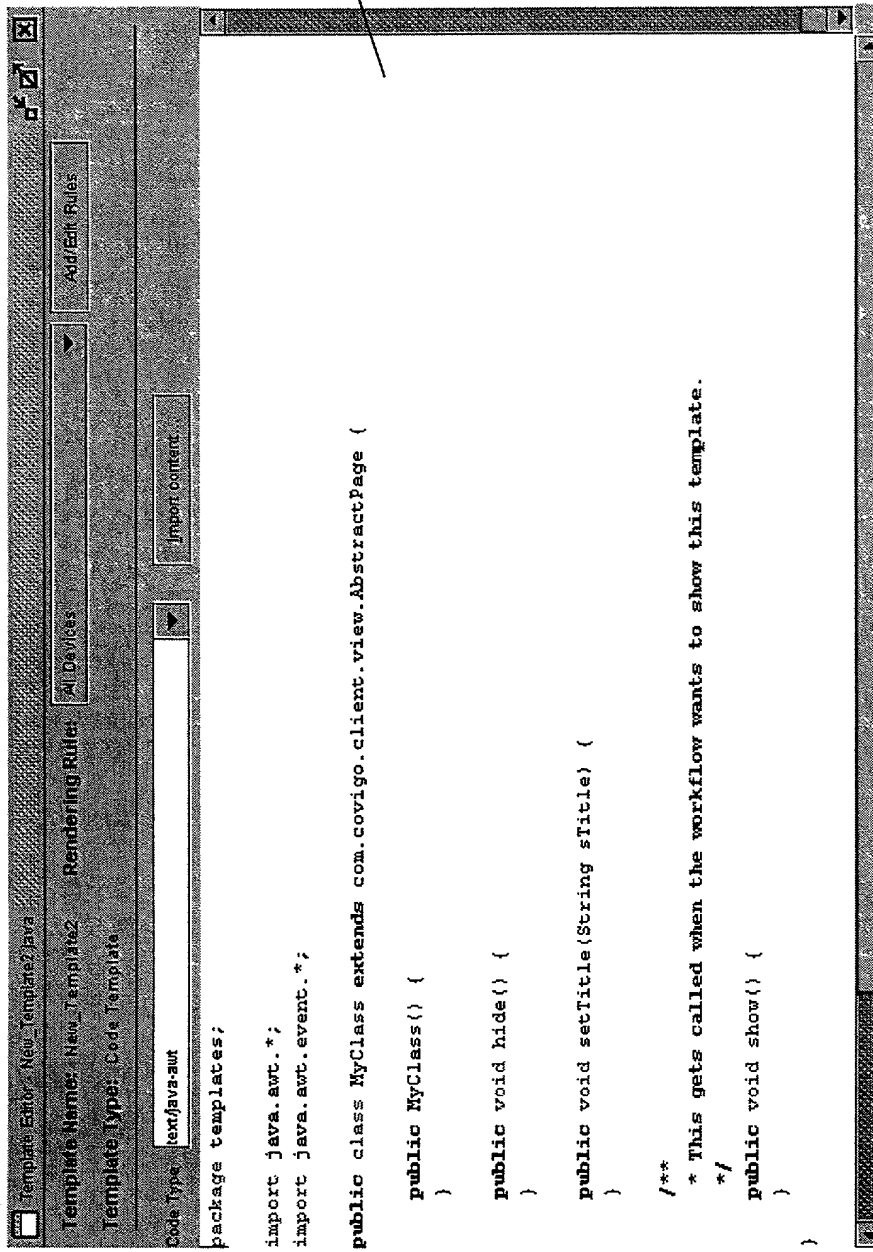 Template Editor - New_Template2.java
Template Name: New_Template2 Rendering Rule: All Devices Add/Edit Rules
Template Type: Code Template
Code Type text/java-awt Import content...
package templates;
import java.awt.*;
import java.awt.event.*;
public class MyClass extends com.covigo.client.view.AbstractPage {
public MyClass() {
}
public void hide() {
}
public void setTitle(String sTitle) {
}
/**
* This gets called when the workflow wants to show this template.
*/
public void show() {
}
}